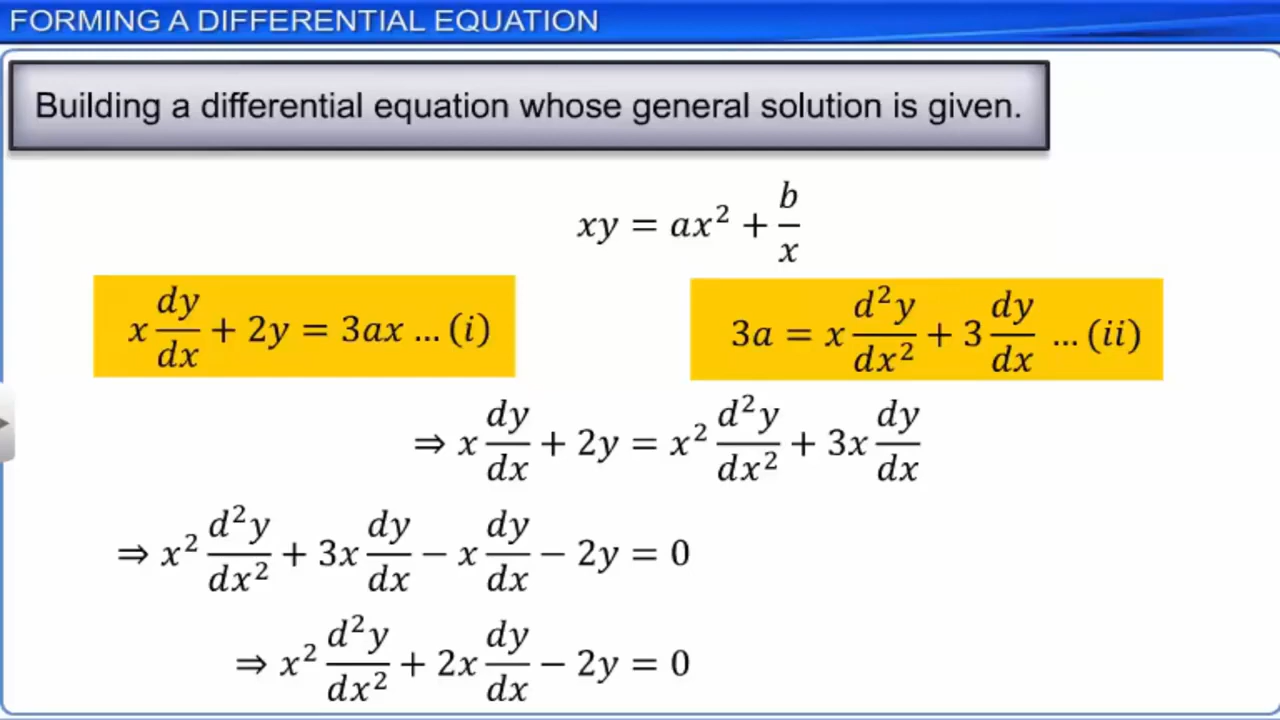 FORMING A DIFFERENTIAL EQUATION
Building a differential equation whose general solution is given.
xy = ax² + b/x
x dy/dx + 2y = 3ax ... (i)
3a = x d²y/dx² + 3 dy/dx ... (ii)
⇒ x dy/dx + 2y = x² d²y/dx² + 3x dy/dx
⇒ x² d²y/dx² + 3x dy/dx − x dy/dx − 2y = 0
⇒ x² d²y/dx² + 2x dy/dx − 2y = 0